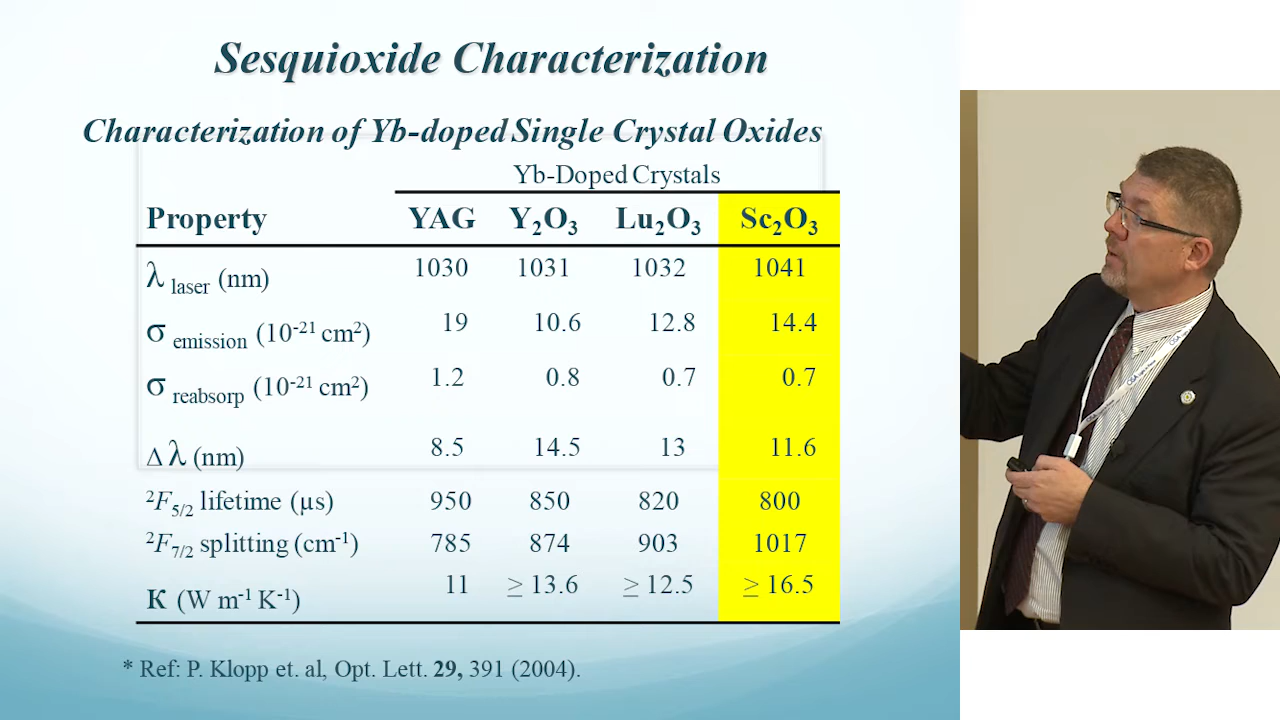 Sesquioxide Characterization
Characterization of Yb-doped Single Crystal Oxides
Yb-Doped Crystals
Property YAG Y2O3 Lu2O3 Sc2O3
λ laser (nm) 1030 1031 1032 1041
σ emission (10-21 cm2) 19 10.6 12.8 14.4
σ reabsorp (10-21 cm2) 1.2 0.8 0.7 0.7
Δ λ (nm) 8.5 14.5 13 11.6
2F5/2 lifetime (µs) 950 850 820 800
2F7/2 splitting (cm-1) 785 874 903 1017
K (W m-1 K-1) 11 ≥ 13.6 ≥ 12.5 ≥ 16.5
* Ref: P. Klopp et. al, Opt. Lett. 29, 391 (2004).
OSA